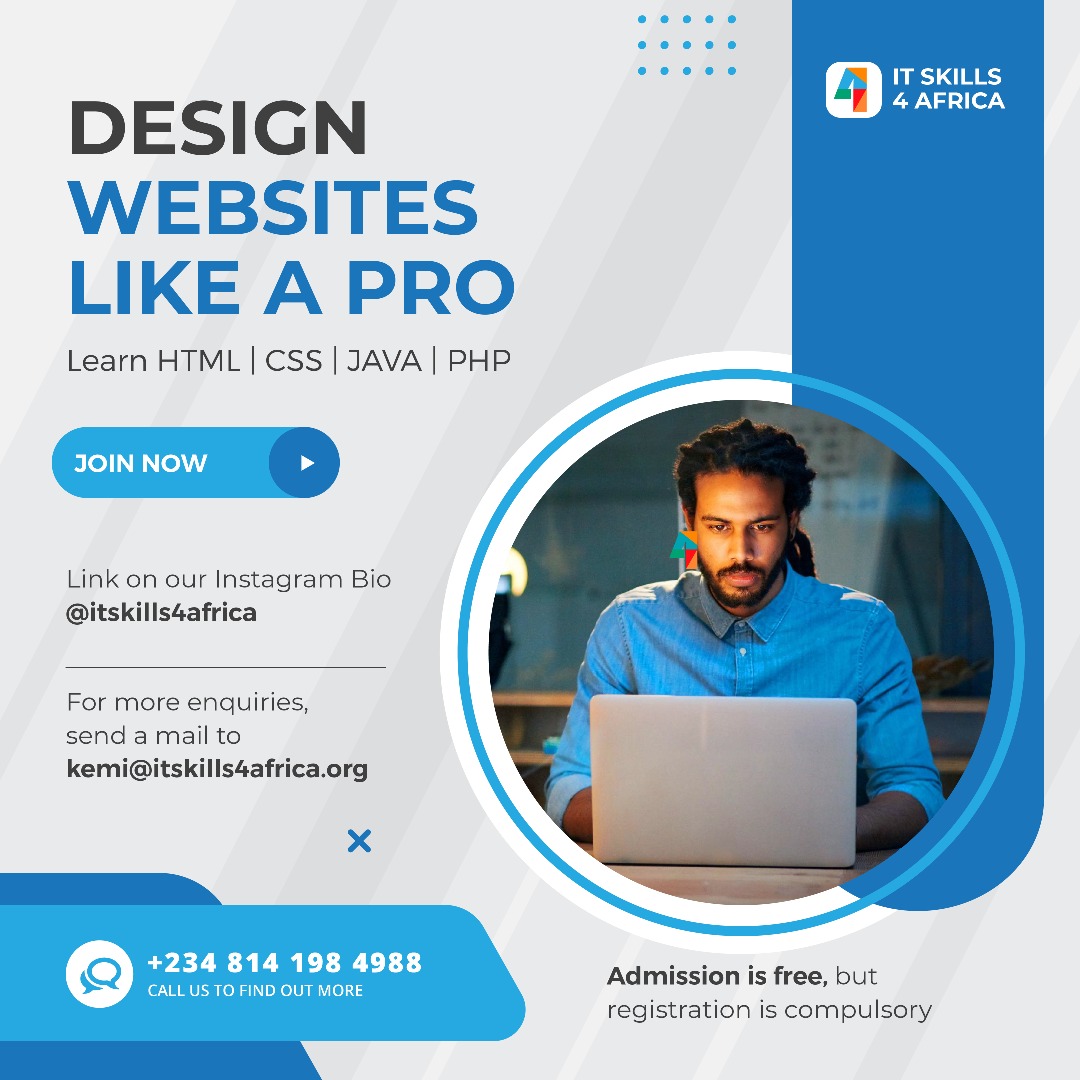 IT SKILLS
4 AFRICA
DESIGN
WEBSITES
LIKE A PRO
Learn HTML | CSS | JAVA | PHP
JOIN NOW
Link on our Instagram Bio
@itskills4africa
For more enquiries,
send a mail to
kemi@itskills4africa.org
+234 814 198 4988
CALL US TO FIND OUT MORE
Admission is free, but
registration is compulsory